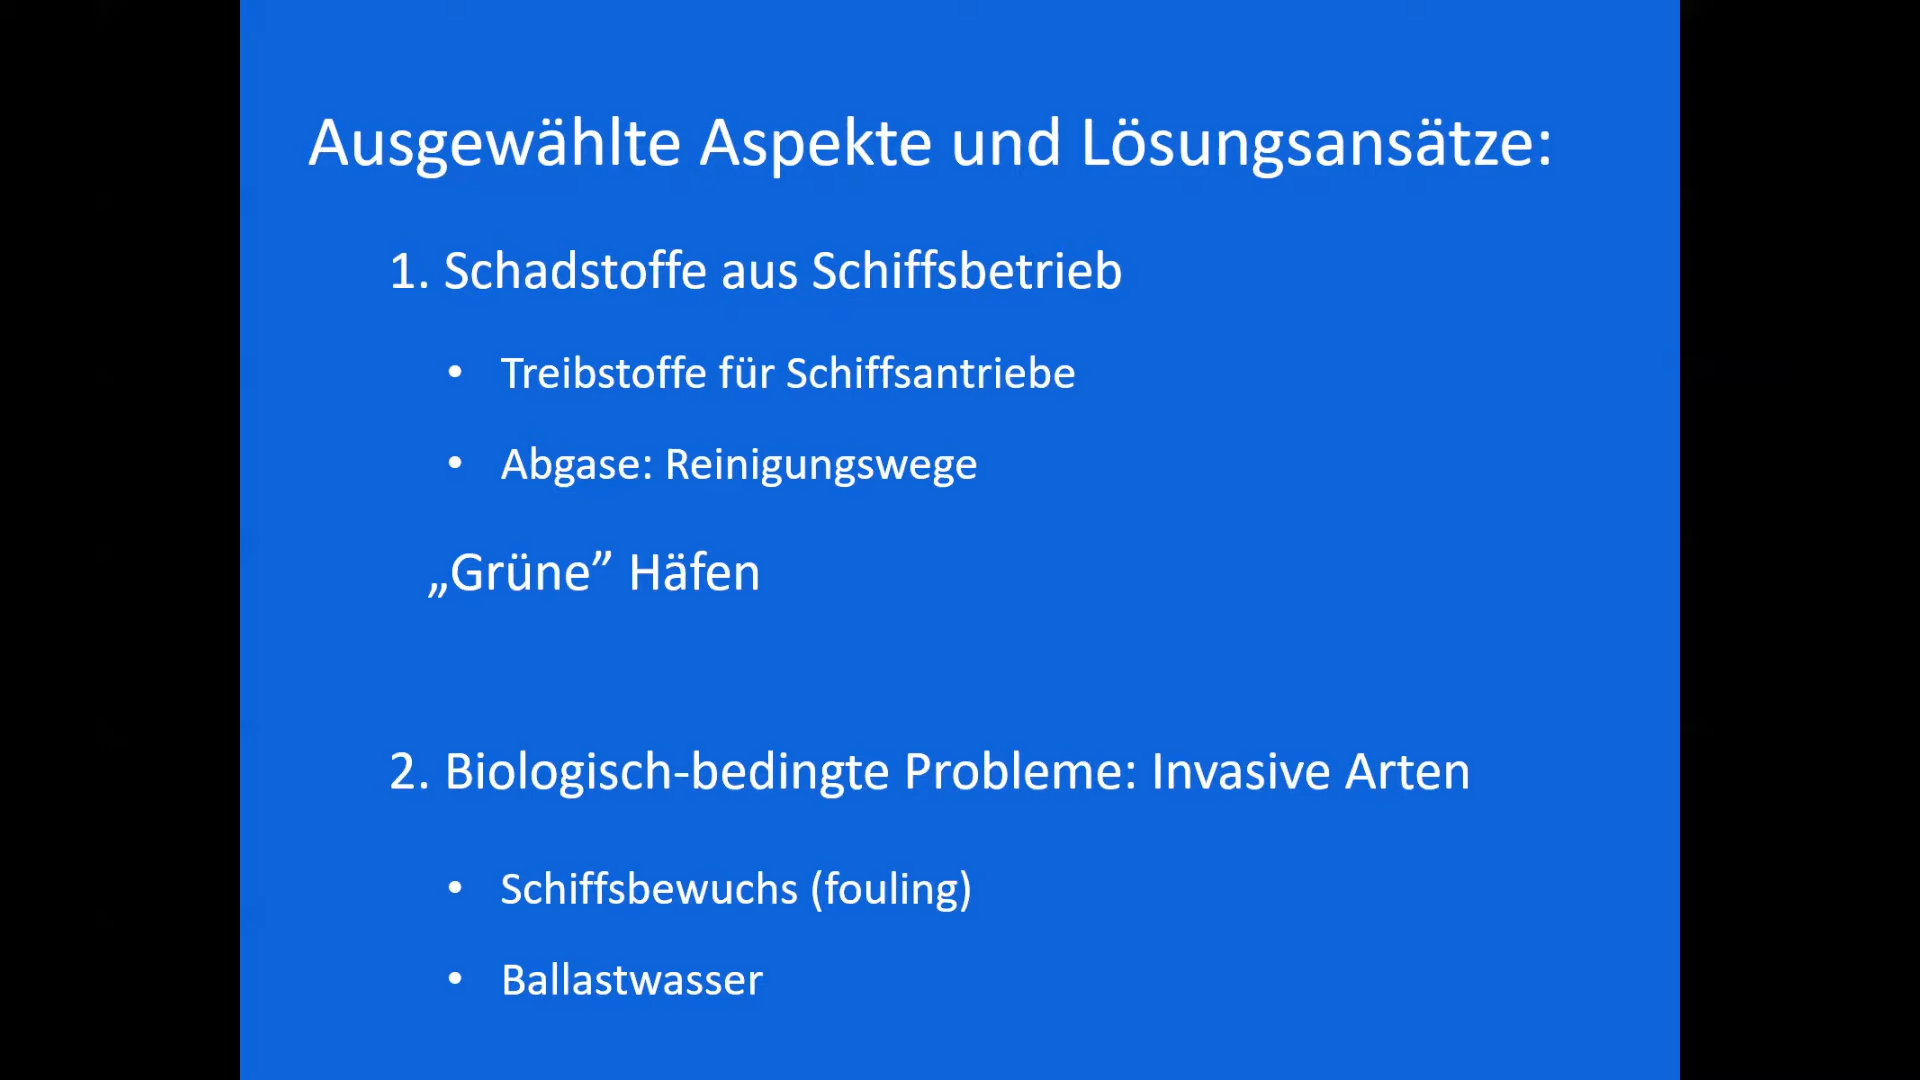 Ausgewählte Aspekte und Lösungsansätze:
1. Schadstoffe aus Schiffsbetrieb
• Treibstoffe für Schiffsantriebe
• Abgase: Reinigungswege
„Grüne” Häfen
2. Biologisch-bedingte Probleme: Invasive Arten
• Schiffsbewuchs (fouling)
• Ballastwasser